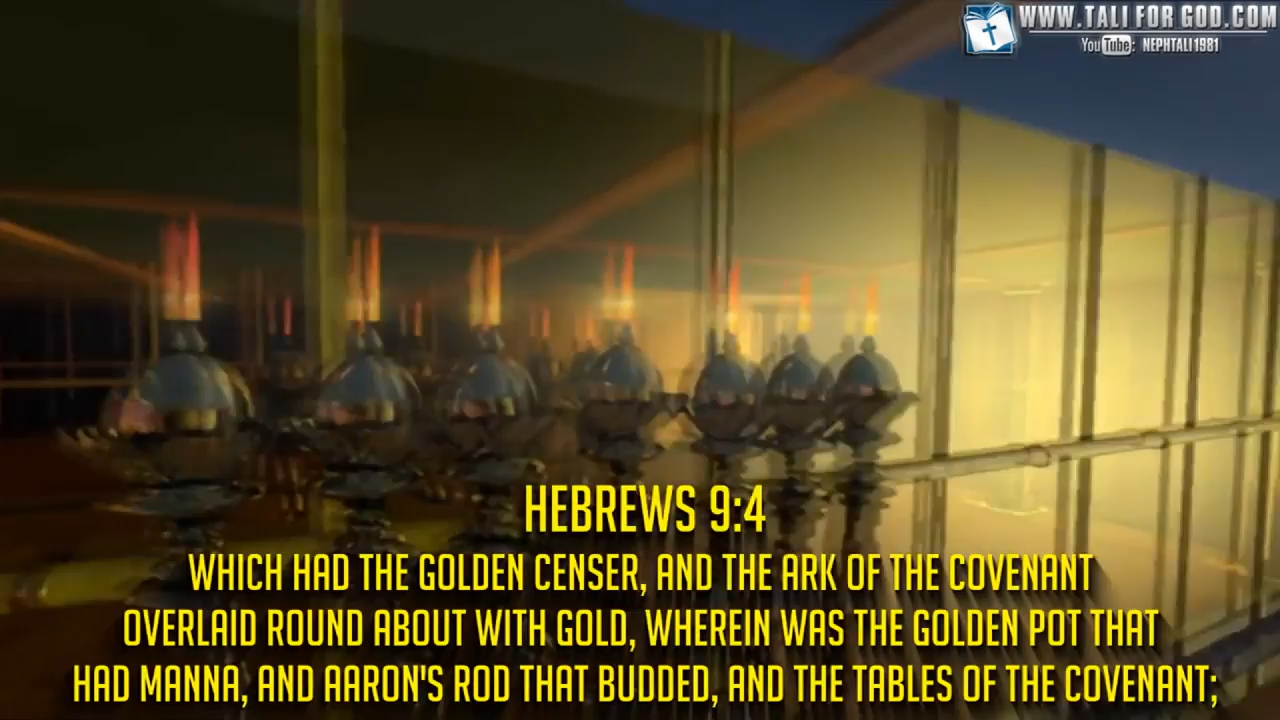 WWW.TALI FOR GOD.COM
YouTube: NEPHTALI1981
HEBREWS 9:4
WHICH HAD THE GOLDEN CENSER, AND THE ARK OF THE COVENANT
OVERLAID ROUND ABOUT WITH GOLD, WHEREIN WAS THE GOLDEN POT THAT
HAD MANNA, AND AARON'S ROD THAT BUDDED, AND THE TABLES OF THE COVENANT;